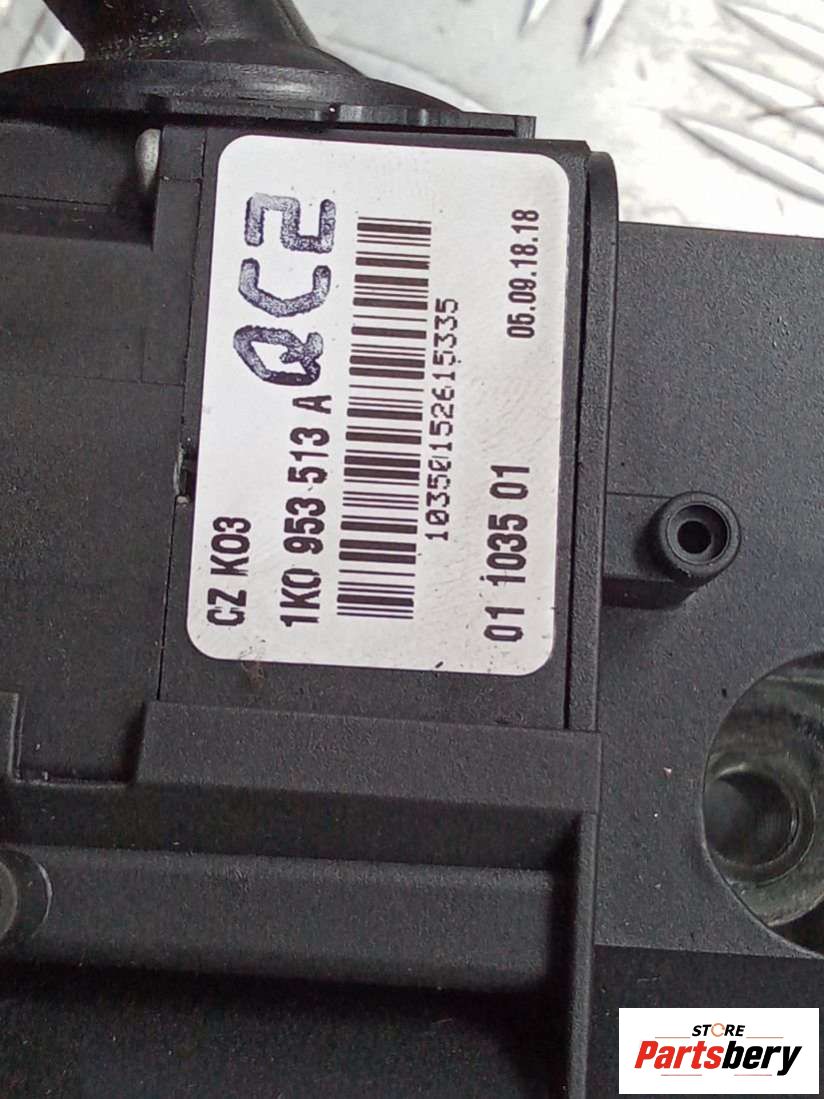 CZ K03
1K0 953 513 A
QC2
10350152615335
01 1035 01
05.09.18.18
STORE
Partsbery